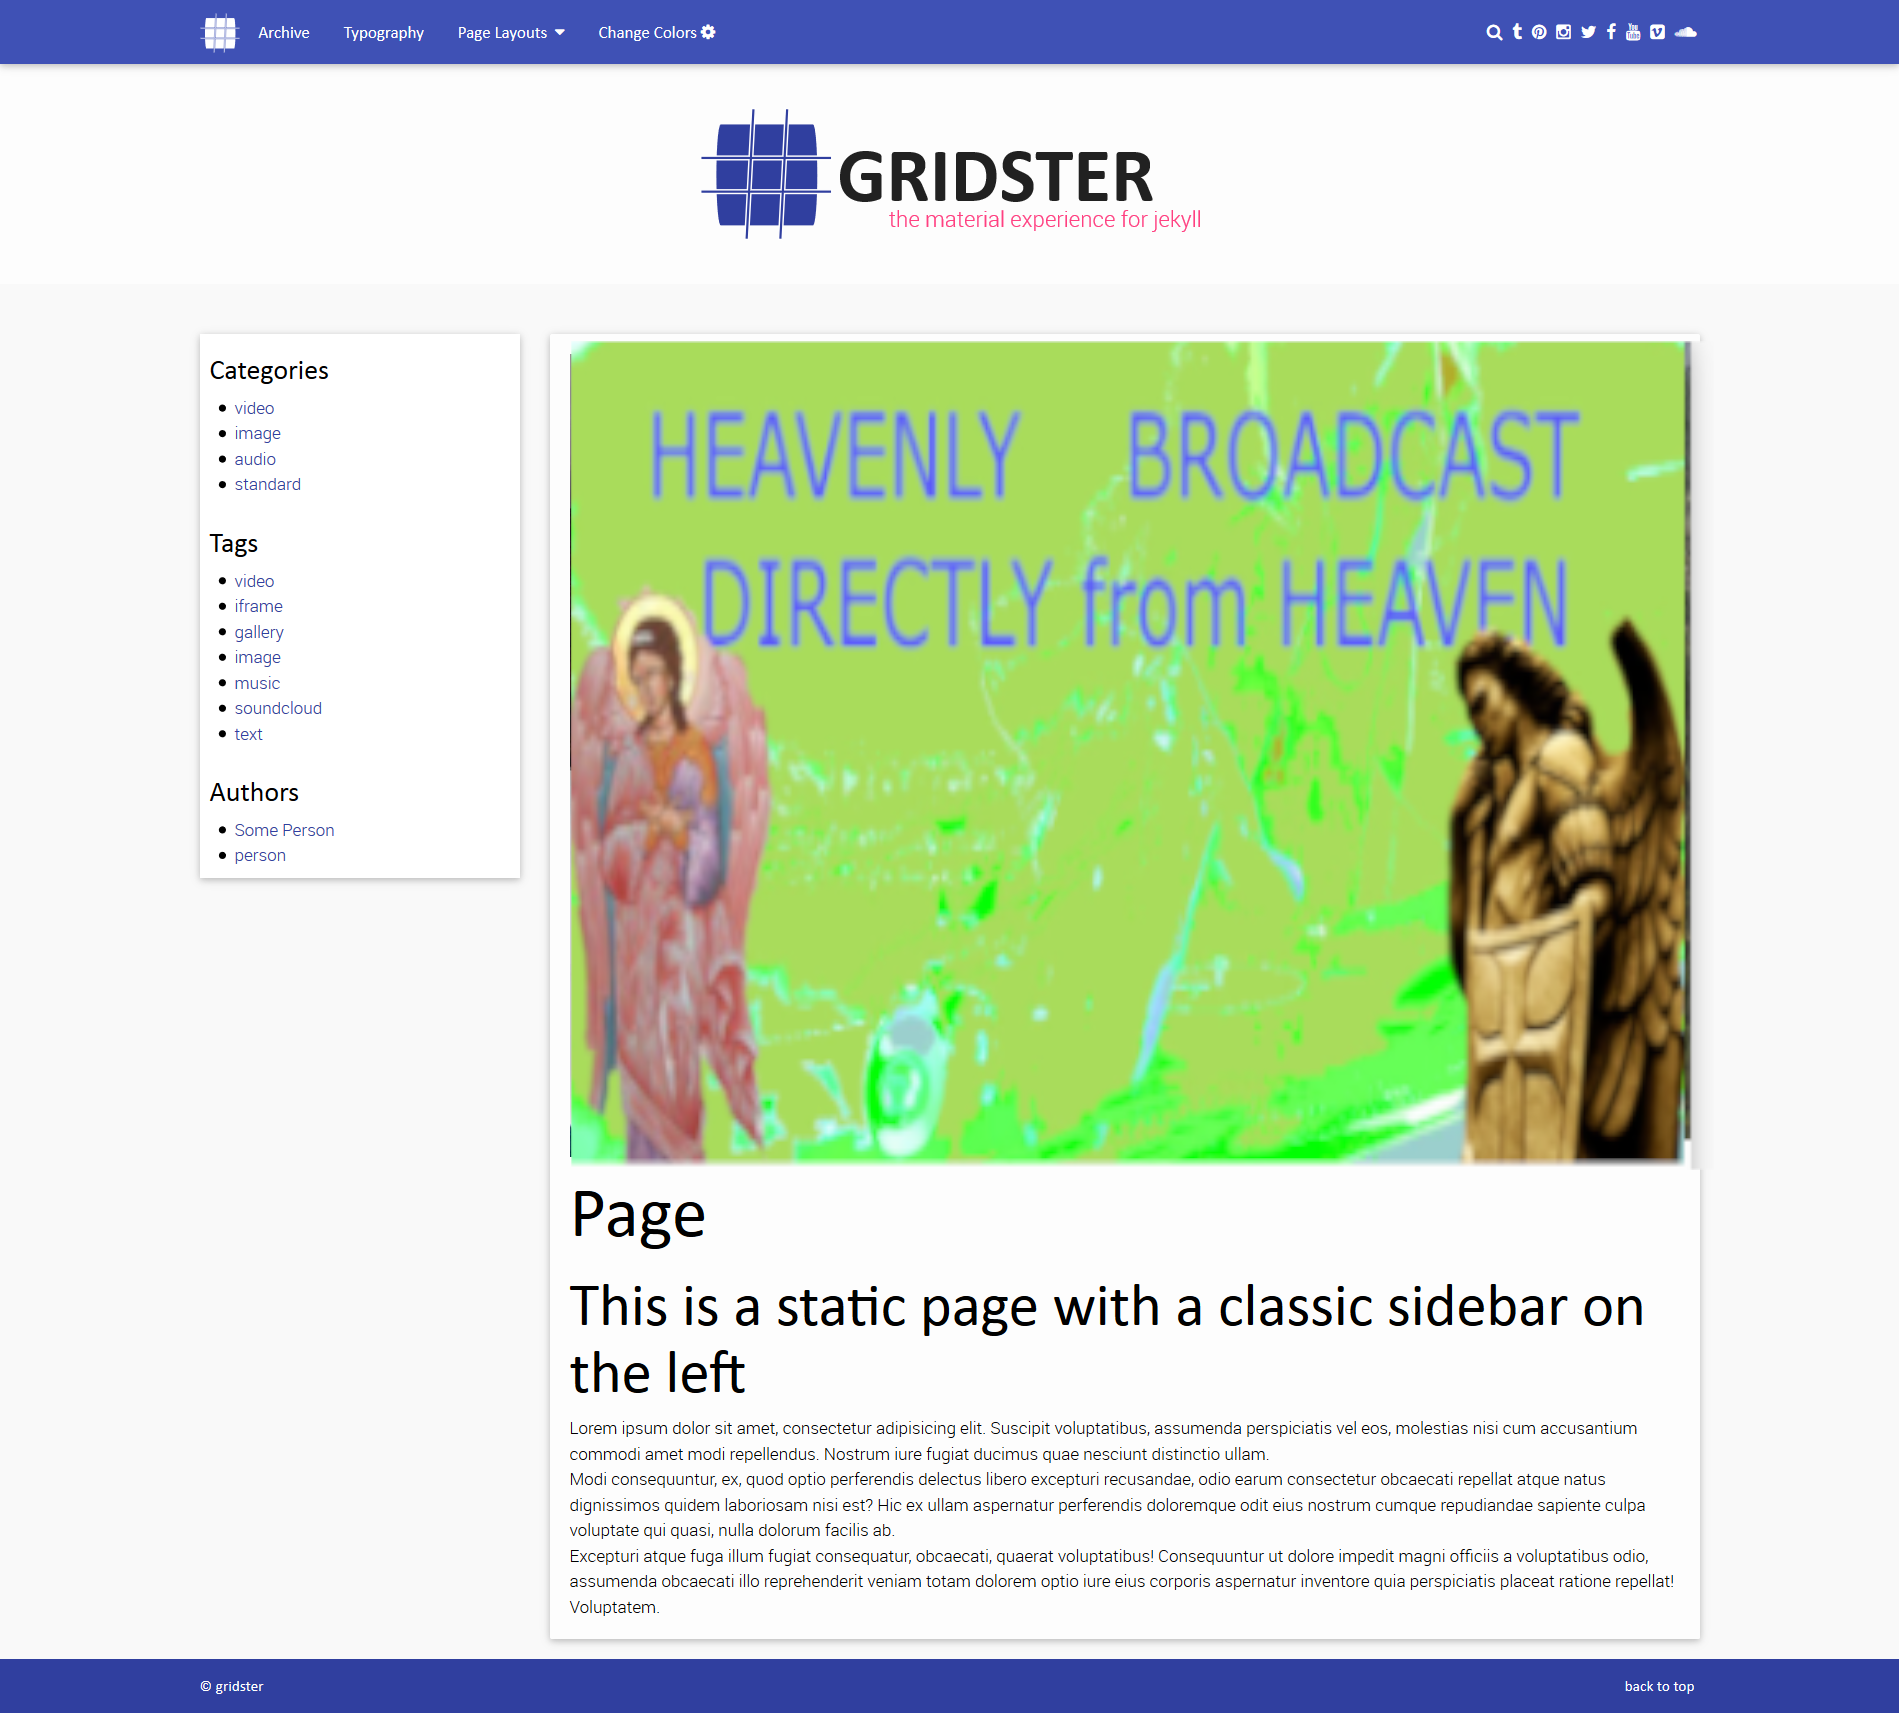 Archive Typography Page Layouts Change Colors
GRIDSTER
the material experience for jekyll
Categories
video
image
audio
standard
Tags
video
iframe
gallery
image
music
soundcloud
text
Authors
Some Person
person
HEAVENLY BROADCAST
DIRECTLY from HEAVEN
Page
This is a static page with a classic sidebar on
the left
Lorem ipsum dolor sit amet, consectetur adipisicing elit. Suscipit voluptatibus, assumenda perspiciatis vel eos, molestias nisi cum accusantium
commodi amet modi repellendus. Nostrum iure fugiat ducimus quae nesciunt distinctio ullam.
Modi consequuntur, ex, quod optio perferendis delectus libero excepturi recusandae, odio earum consectetur obcaecati repellat atque natus
dignissimos quidem laboriosam nisi est? Hic ex ullam aspernatur perferendis doloremque odit eius nostrum cumque repudiandae sapiente culpa
voluptate qui quasi, nulla dolorum facilis ab.
Excepturi atque fuga illum fugiat consequatur, obcaecati, quaerat voluptatibus! Consequuntur ut dolore impedit magni officiis a voluptatibus odio,
assumenda obcaecati illo reprehenderit veniam totam dolorem optio iure eius corporis aspernatur inventore quia perspiciatis placeat ratione repellat!
Voluptatem.
© gridster
back to top